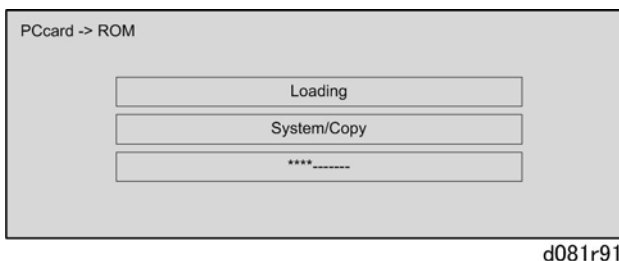 PCcard -> ROM
Loading
System/Copy
****-------
d081r91